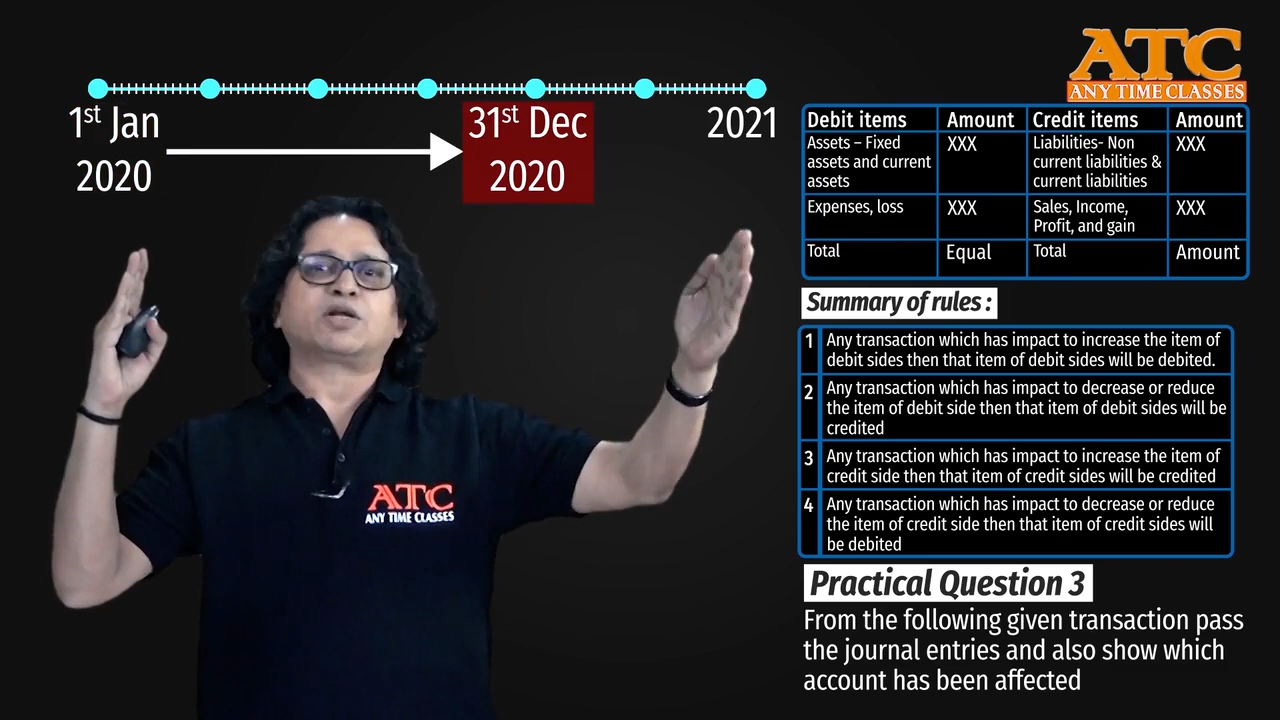 ATC
ANY TIME CLASSES
1st Jan
2020
31st Dec
2020
2021
Debit items Amount Credit items Amount
Assets – Fixed
assets and current
assets
XXX
Liabilities- Non
current liabilities &
current liabilities
XXX
Expenses, loss
XXX
Sales, Income,
Profit, and gain
XXX
Total Equal Total Amount
Summary of rules :
1 Any transaction which has impact to increase the item of
debit sides then that item of debit sides will be debited.
2 Any transaction which has impact to decrease or reduce
the item of debit side then that item of debit sides will be
credited
3 Any transaction which has impact to increase the item of
credit side then that item of credit sides will be credited
4 Any transaction which has impact to decrease or reduce
the item of credit side then that item of credit sides will
be debited
Practical Question 3
From the following given transaction pass
the journal entries and also show which
account has been affected
ATC
ANY TIME CLASSES